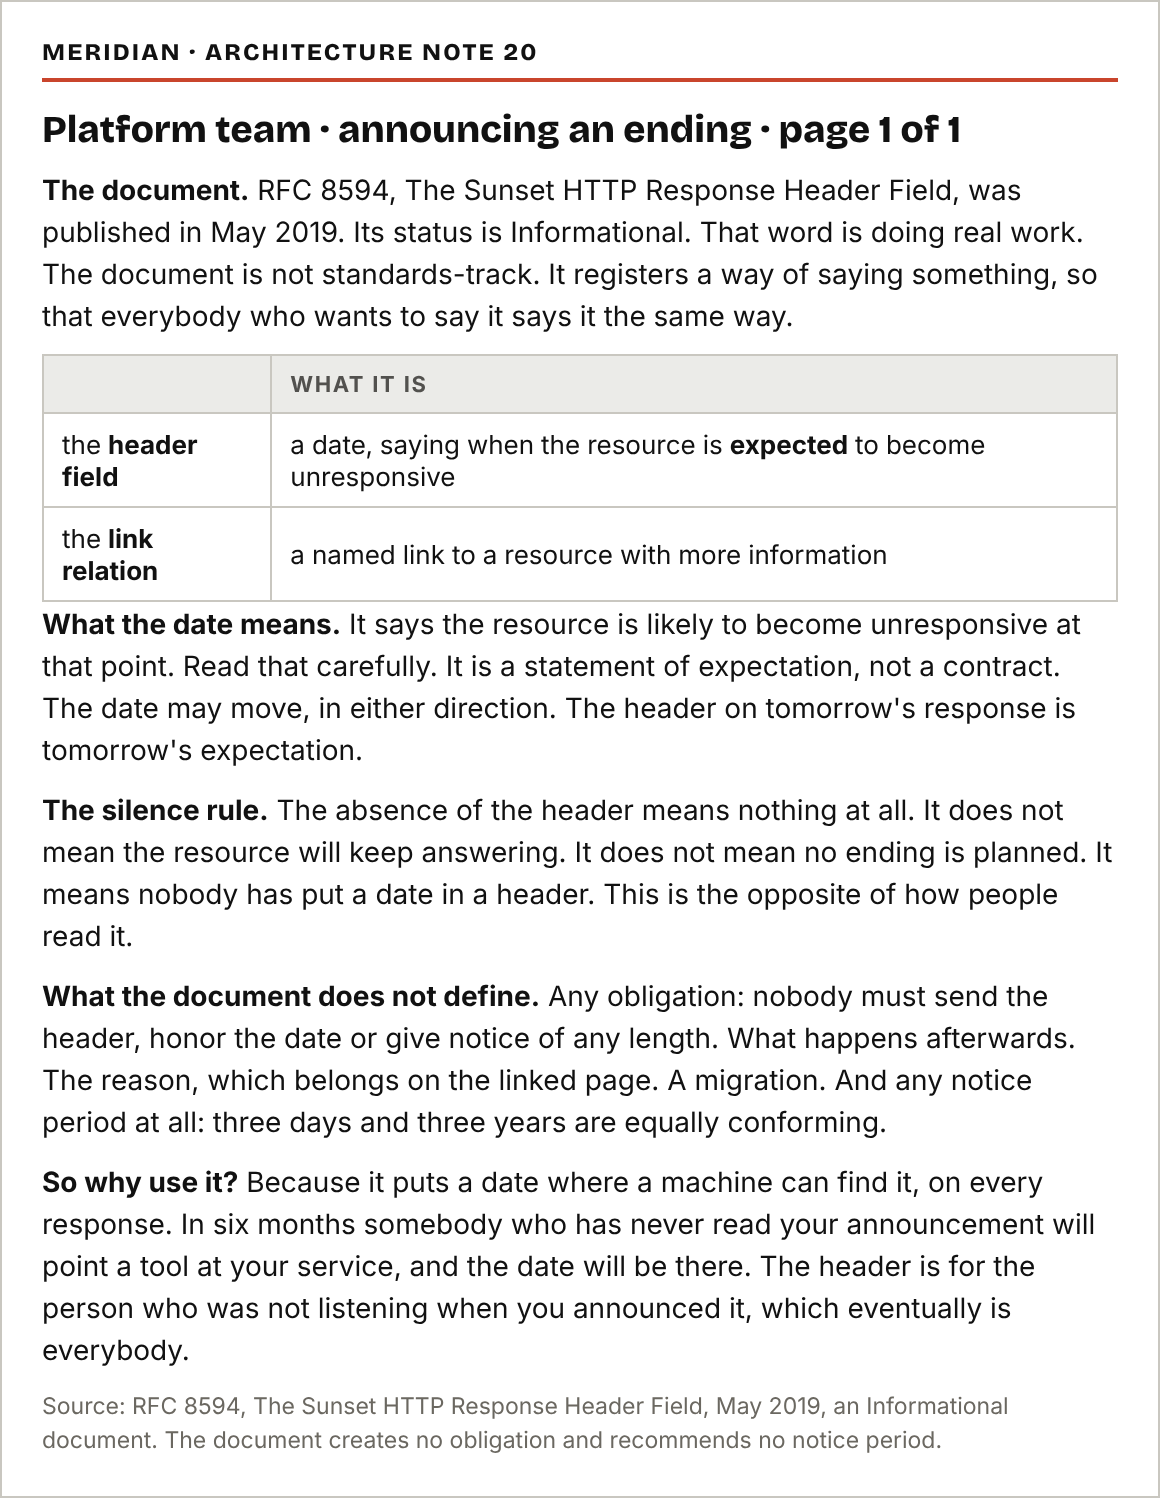 MERIDIAN · ARCHITECTURE NOTE 20
Platform team · announcing an ending · page 1 of 1
The document. RFC 8594, The Sunset HTTP Response Header Field, was
published in May 2019. Its status is Informational. That word is doing real work.
The document is not standards-track. It registers a way of saying something, so
that everybody who wants to say it says it the same way.
WHAT IT IS
the header
field
a date, saying when the resource is expected to become
unresponsive
the link
relation
a named link to a resource with more information
What the date means. It says the resource is likely to become unresponsive at
that point. Read that carefully. It is a statement of expectation, not a contract.
The date may move, in either direction. The header on tomorrow's response is
tomorrow's expectation.
The silence rule. The absence of the header means nothing at all. It does not
mean the resource will keep answering. It does not mean no ending is planned. It
means nobody has put a date in a header. This is the opposite of how people
read it.
What the document does not define. Any obligation: nobody must send the
header, honor the date or give notice of any length. What happens afterwards.
The reason, which belongs on the linked page. A migration. And any notice
period at all: three days and three years are equally conforming.
So why use it? Because it puts a date where a machine can find it, on every
response. In six months somebody who has never read your announcement will
point a tool at your service, and the date will be there. The header is for the
person who was not listening when you announced it, which eventually is
everybody.
Source: RFC 8594, The Sunset HTTP Response Header Field, May 2019, an Informational
document. The document creates no obligation and recommends no notice period.